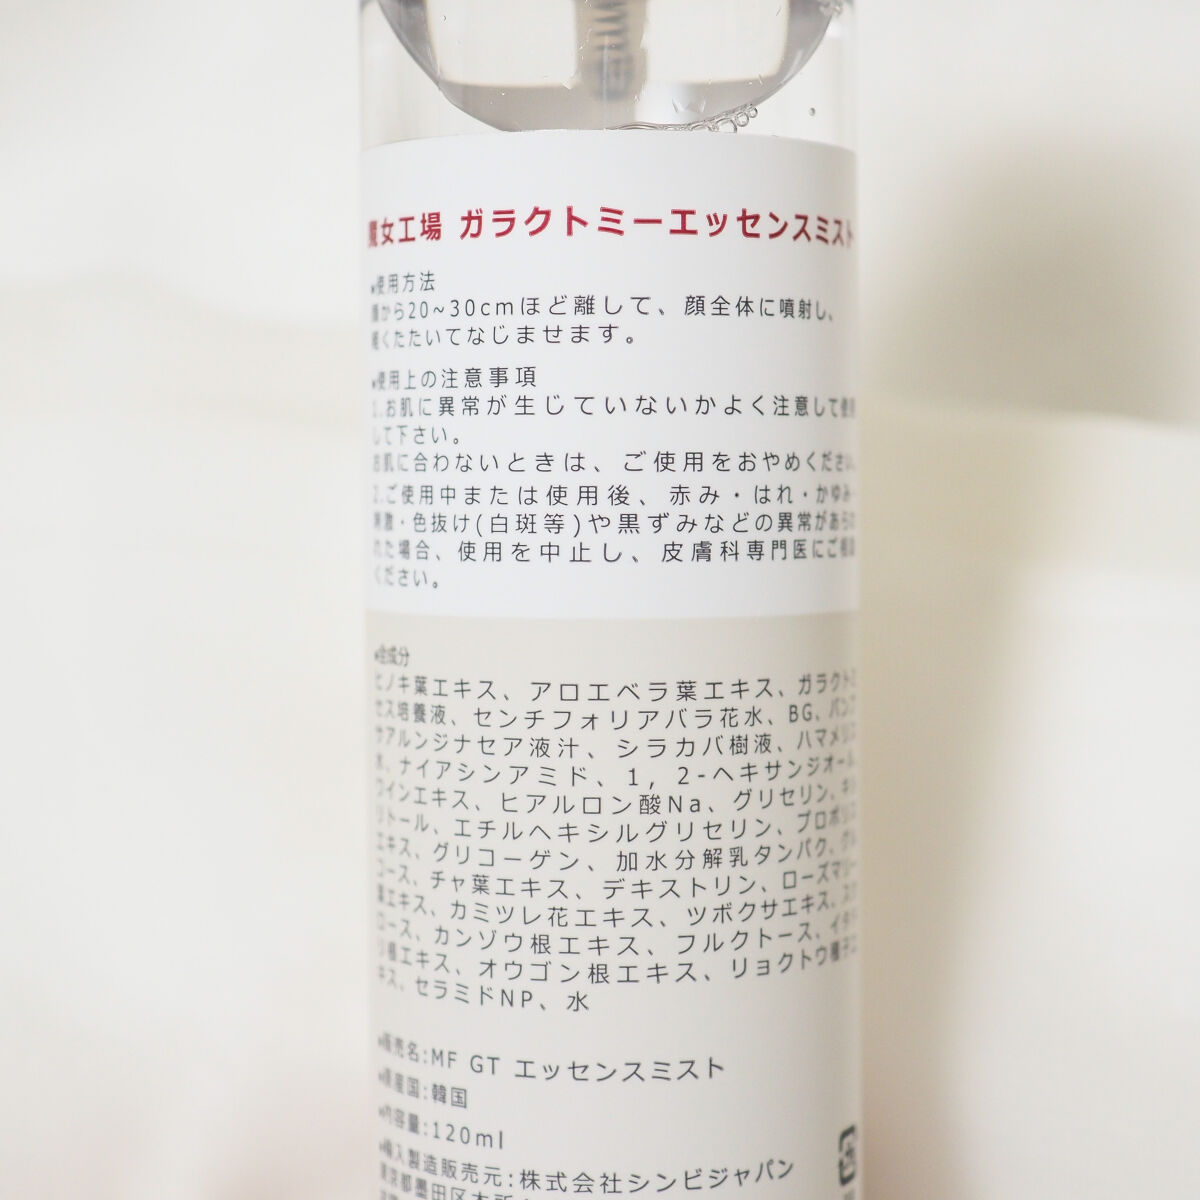 魔女工場 ガラクトミーエッセンスミスト
●使用方法
顔から20~30cmほど離して、顔全体に噴射し、
軽くたたいてなじませます。
●使用上の注意事項
1.お肌に異常が生じていないかよく注意して使用
して下さい。
お肌に合わないときは、ご使用をおやめください。
2.ご使用中または使用後、赤み・はれ・かゆみ・
刺激・色抜け(白斑等)や黒ずみなどの異常があらわ
れた場合、使用を中止し、皮膚科専門医にご相談
ください。
●全成分
ヒノキ葉エキス、アロエベラ葉エキス、ガラクトミ
セス培養液、センチフォリアバラ花水、BG、バンブ
サアルンジナセア液汁、シラカバ樹液、ハマメリス
水、ナイアシンアミド、1, 2-ヘキサンジオール、
ワインエキス、ヒアルロン酸Na、グリセリン、キシ
リトール、エチルヘキシルグリセリン、プロポリス
エキス、グリコーゲン、加水分解乳タンパク、グル
コース、チャ葉エキス、デキストリン、ローズマリー
葉エキス、カミツレ花エキス、ツボクサエキス、スク
ロース、カンゾウ根エキス、フルクトース、イタド
リ根エキス、オウゴン根エキス、リョクトウ種子エ
キス、セラミドNP、水
●販売名:MF GT エッセンスミスト
●原産国:韓国
●内容量:120ml
●輸入製造販売元:株式会社シンビジャパン
東京都墨田区本所